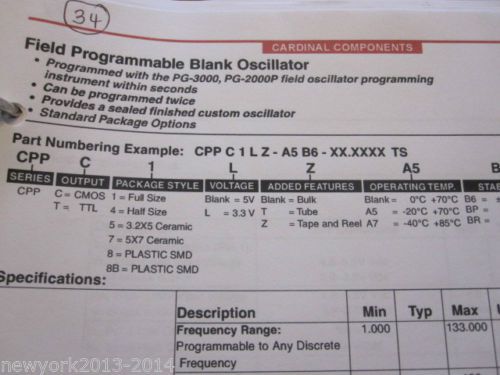 34
CARDINAL COMPONENTS
Field Programmable Blank Oscillator
• Programmed with the PG-3000, PG-2000P field oscillator programming
instrument within seconds
• Can be programmed twice
• Provides a sealed finished custom oscillator
• Standard Package Options
Part Numbering Example: CPP C 1 L Z - A5 B6 - XX.XXXX TS
CPP C 1 L Z A5
SERIES OUTPUT PACKAGE STYLE VOLTAGE ADDED FEATURES OPERATING TEMP.
CPP C = CMOS 1 = Full Size Blank = 5V Blank = Bulk Blank = 0°C +70°C B6 =
T = TTL 4 = Half Size L = 3.3 V T = Tube A5 = -20°C +70°C BP =
5 = 3.2X5 Ceramic Z = Tape and Reel A7 = -40°C +85°C BR =
7 = 5X7 Ceramic
8 = PLASTIC SMD
8B = PLASTIC SMD
Specifications:
Description Min Typ Max
Frequency Range: 1.000 133.000
Programmable to Any Discrete
Frequency
newyork2013-2014